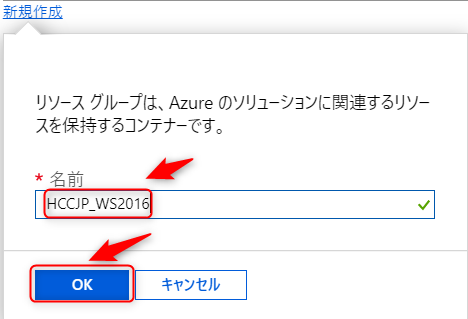 新規作成
リソース グループは、Azure のソリューションに関連するリソー
スを保持するコンテナーです。
* 名前
HCCJP_WS2016
OK
キャンセル